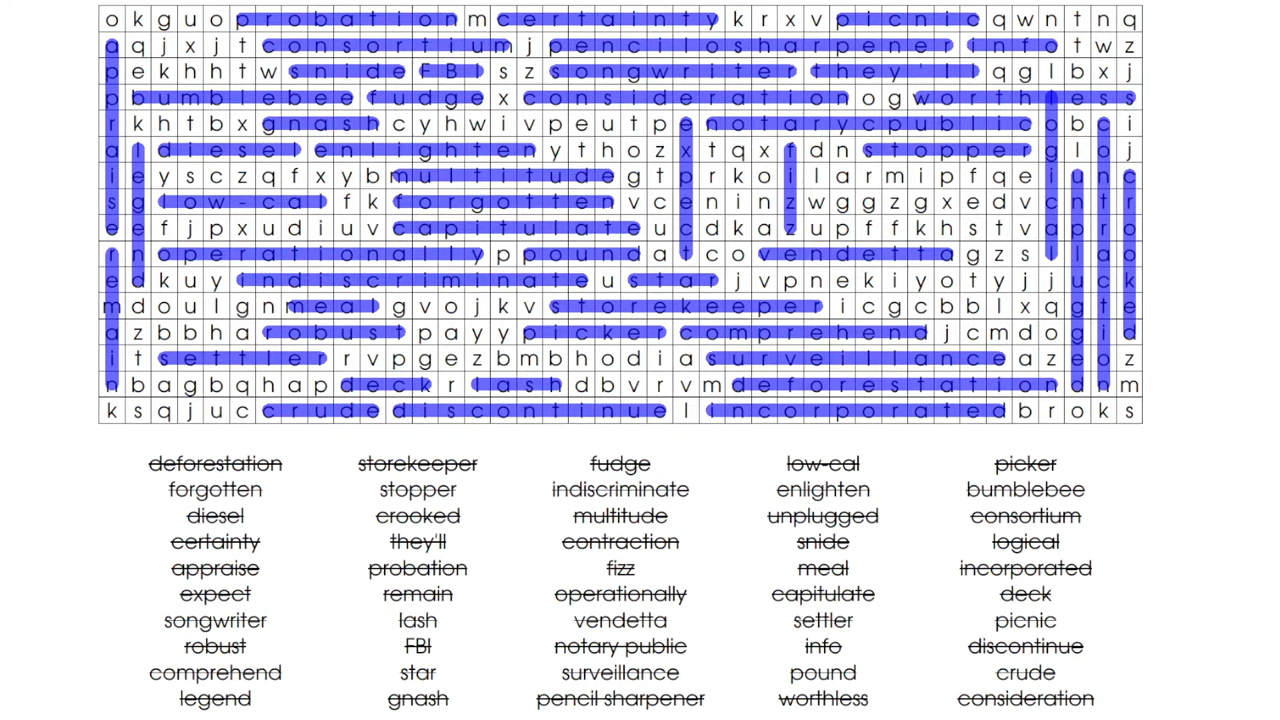 o k g u o p r o b a t i o n m c e r t a i n t y k r x v p i c n i c q w n t n q
a q j x j t c o n s o r t i u m j p e n c i l o s h a r p e n e r i n f o t w z
p e k h h t w s n i d e F B I s z s o n g w r i t e r t h e y ' l l q g l b x j
p b u m b l e b e e f u d g e x c o n s i d e r a t i o n o g w o r t h l e s s
r k h t b x g n a s h c y h w i v p e u t p e n o t a r y c p u b l i c o b c i
a l d i e s e l e n l i g h t e n y t h o z x t q x f d n s t o p p e r g l o j
i e y s c z q f x y b m u l t i t u d e g t p r k o i l a r m i p f q e i u n c
s g l o w - c a l f k f o r g o t t e n v c e n i n z w g g z g x e d v c n t r
e e f j p x u d i u v c a p i t u l a t e u c d k a z u p f f k h s t v a p r o
r n o p e r a t i o n a l l y p p o u n d a t c o v e n d e t t a g z s l l a o
e d k u y i n d i s c r i m i n a t e u s t a r j v p n e k i y o t y j j u c k
m d o u l g n m e a l g v o j k v s t o r e k e e p e r i c g c b b l x q g t e
a z b b h a r o b u s t p a y y p i c k e r c o m p r e h e n d j c m d o g i d
i t s e t t l e r r v p g e z b m b h o d i a s u r v e i l l a n c e a z e o z
n b a g b q h a p d e c k r l a s h d b v r v m d e f o r e s t a t i o n d n m
k s q j u c c r u d e d i s c o n t i n u e l i n c o r p o r a t e d b r o k s
deforestation storekeeper fudge low-cal picker
forgotten stopper indiscriminate enlighten bumblebee
diesel crooked multitude unplugged consortium
certainty they'll contraction snide logical
appraise probation fizz meal incorporated
expect remain operationally capitulate deck
songwriter lash vendetta settler picnic
robust FBI notary public info discontinue
comprehend star surveillance pound crude
legend gnash pencil sharpener worthless consideration